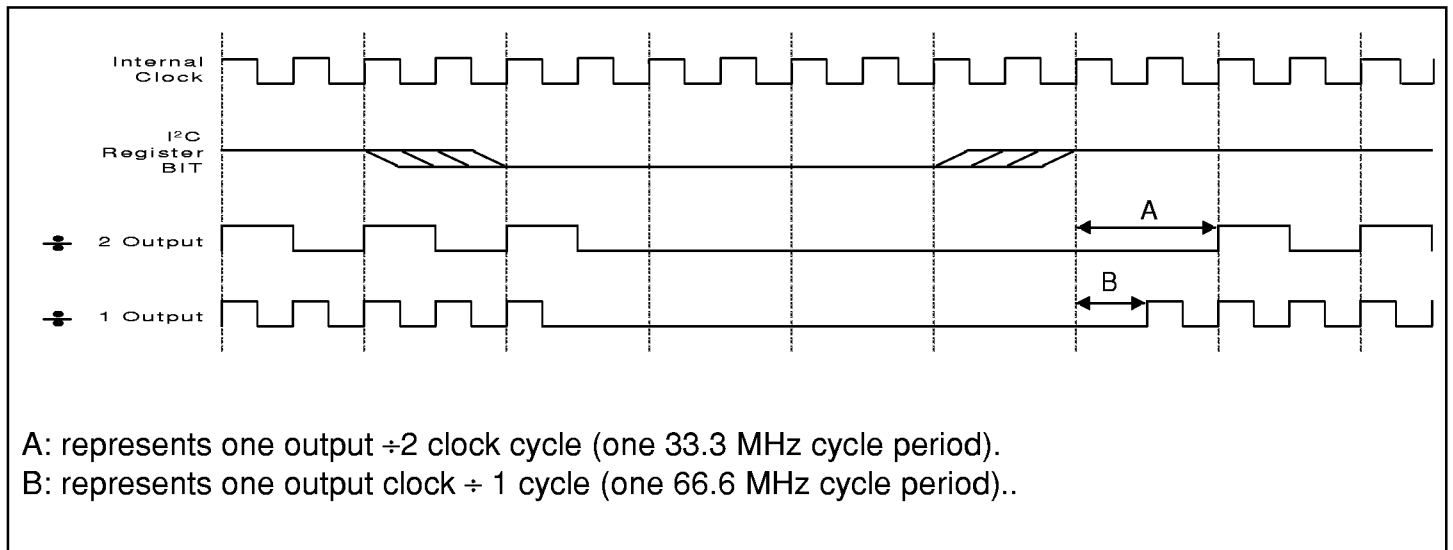 Internal
Clock
I²C
Register
BIT
÷ 2 Output
A
÷ 1 Output
B
A: represents one output ÷2 clock cycle (one 33.3 MHz cycle period).
B: represents one output clock ÷ 1 cycle (one 66.6 MHz cycle period)..